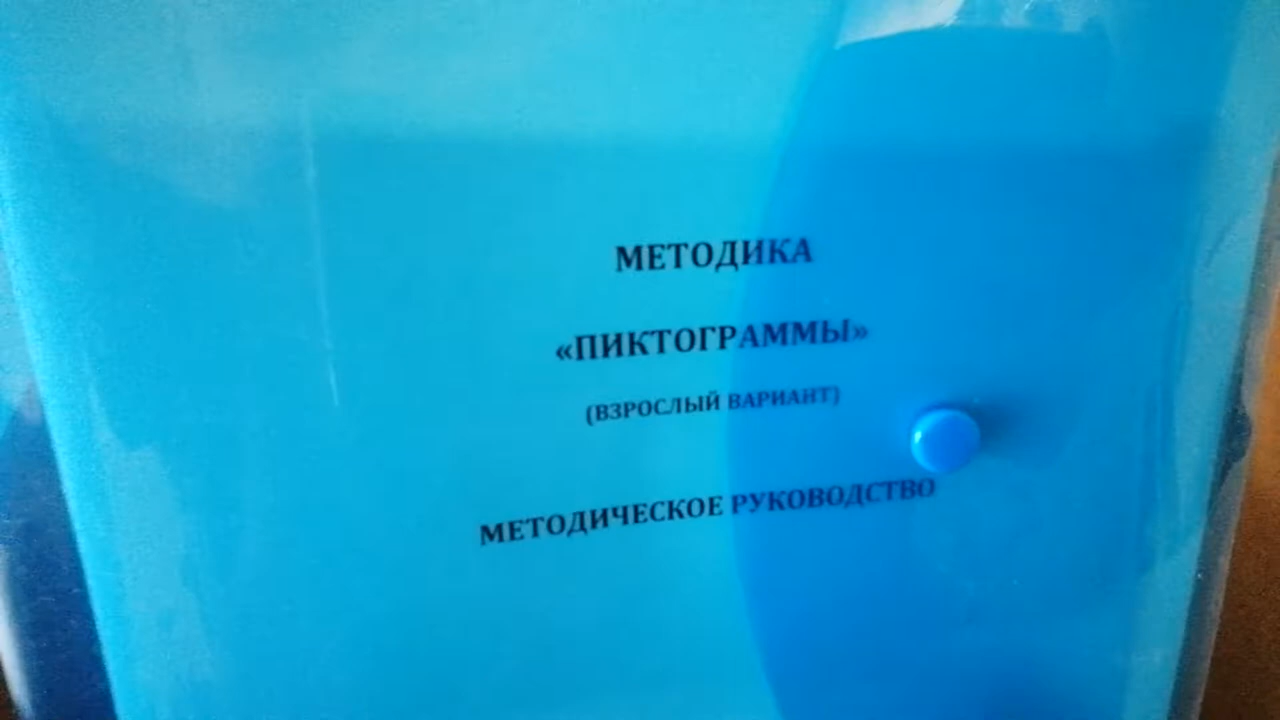 МЕТОДИКА
«ПИКТОГРАММЫ»
(ВЗРОСЛЫЙ ВАРИАНТ)
МЕТОДИЧЕСКОЕ РУКОВОДСТВО